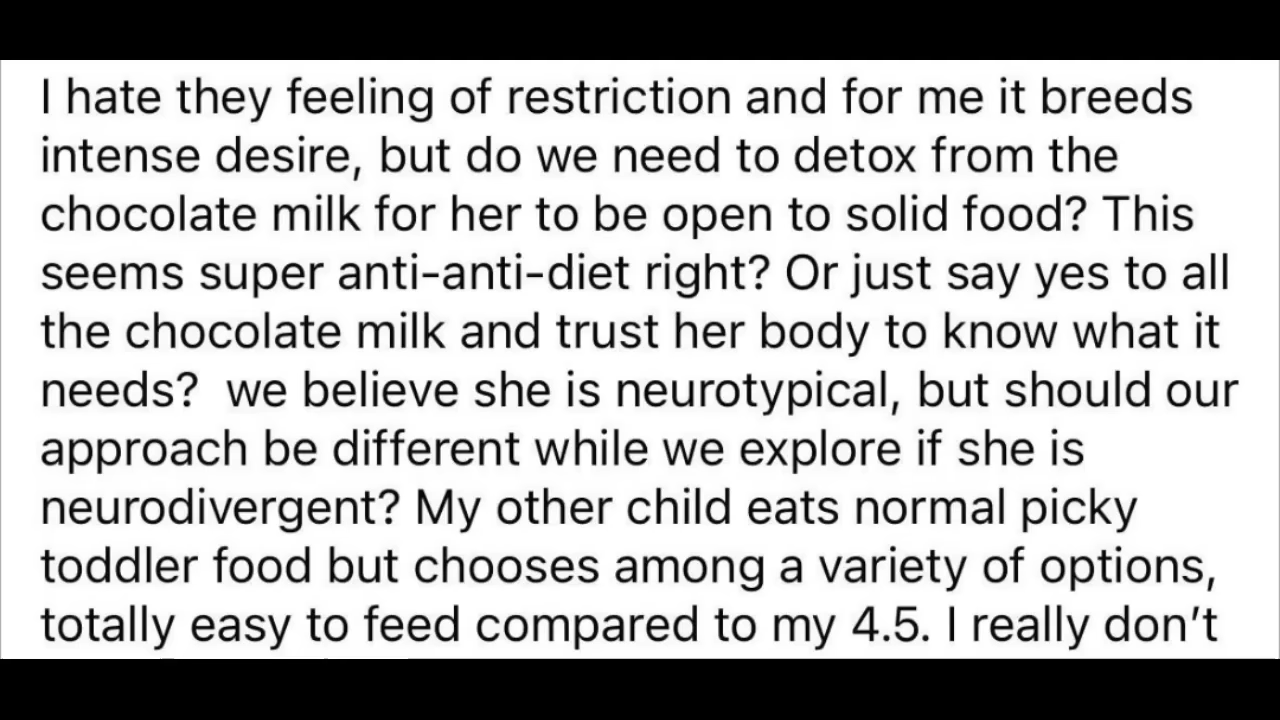 I hate they feeling of restriction and for me it breeds
intense desire, but do we need to detox from the
chocolate milk for her to be open to solid food? This
seems super anti-anti-diet right? Or just say yes to all
the chocolate milk and trust her body to know what it
needs?  we believe she is neurotypical, but should our
approach be different while we explore if she is
neurodivergent? My other child eats normal picky
toddler food but chooses among a variety of options,
totally easy to feed compared to my 4.5. I really don’t